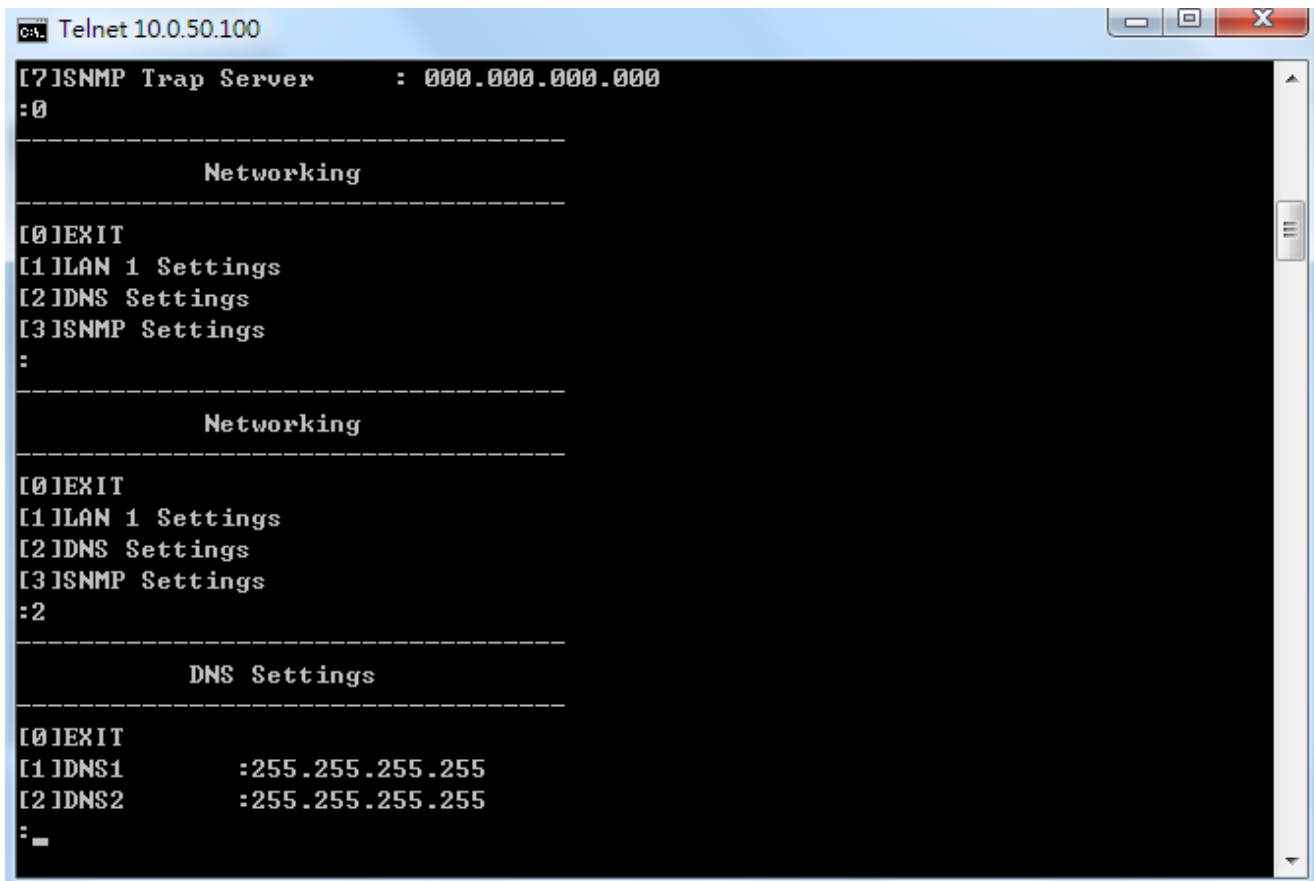 Telnet 10.0.50.100
[7]SNMP Trap Server : 000.000.000.000
:0
-----------------------------------
Networking
-----------------------------------
[0]EXIT
[1]LAN 1 Settings
[2]DNS Settings
[3]SNMP Settings
:
-----------------------------------
Networking
-----------------------------------
[0]EXIT
[1]LAN 1 Settings
[2]DNS Settings
[3]SNMP Settings
:2
-----------------------------------
DNS Settings
-----------------------------------
[0]EXIT
[1]DNS1 :255.255.255.255
[2]DNS2 :255.255.255.255
:_